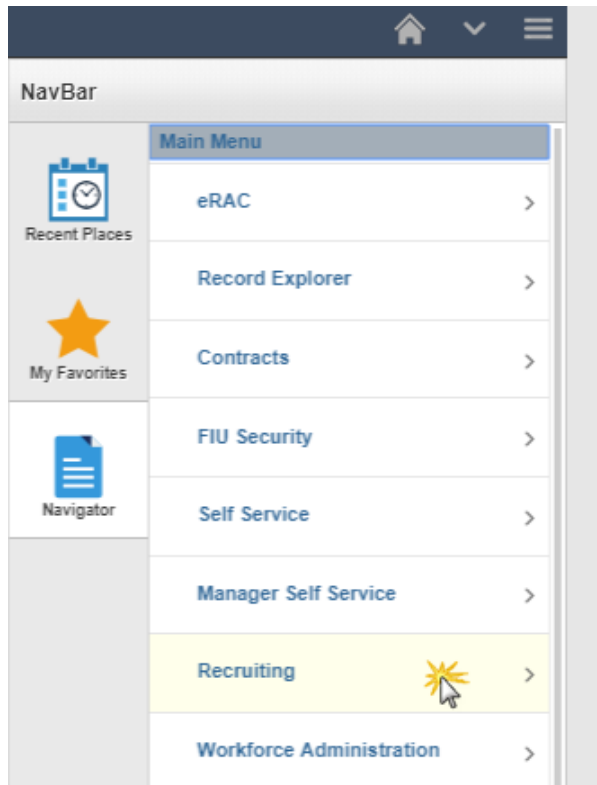 NavBar
Main Menu
Recent Places
My Favorites
Navigator
eRAC
Record Explorer
Contracts
FIU Security
Self Service
Manager Self Service
Recruiting
Workforce Administration